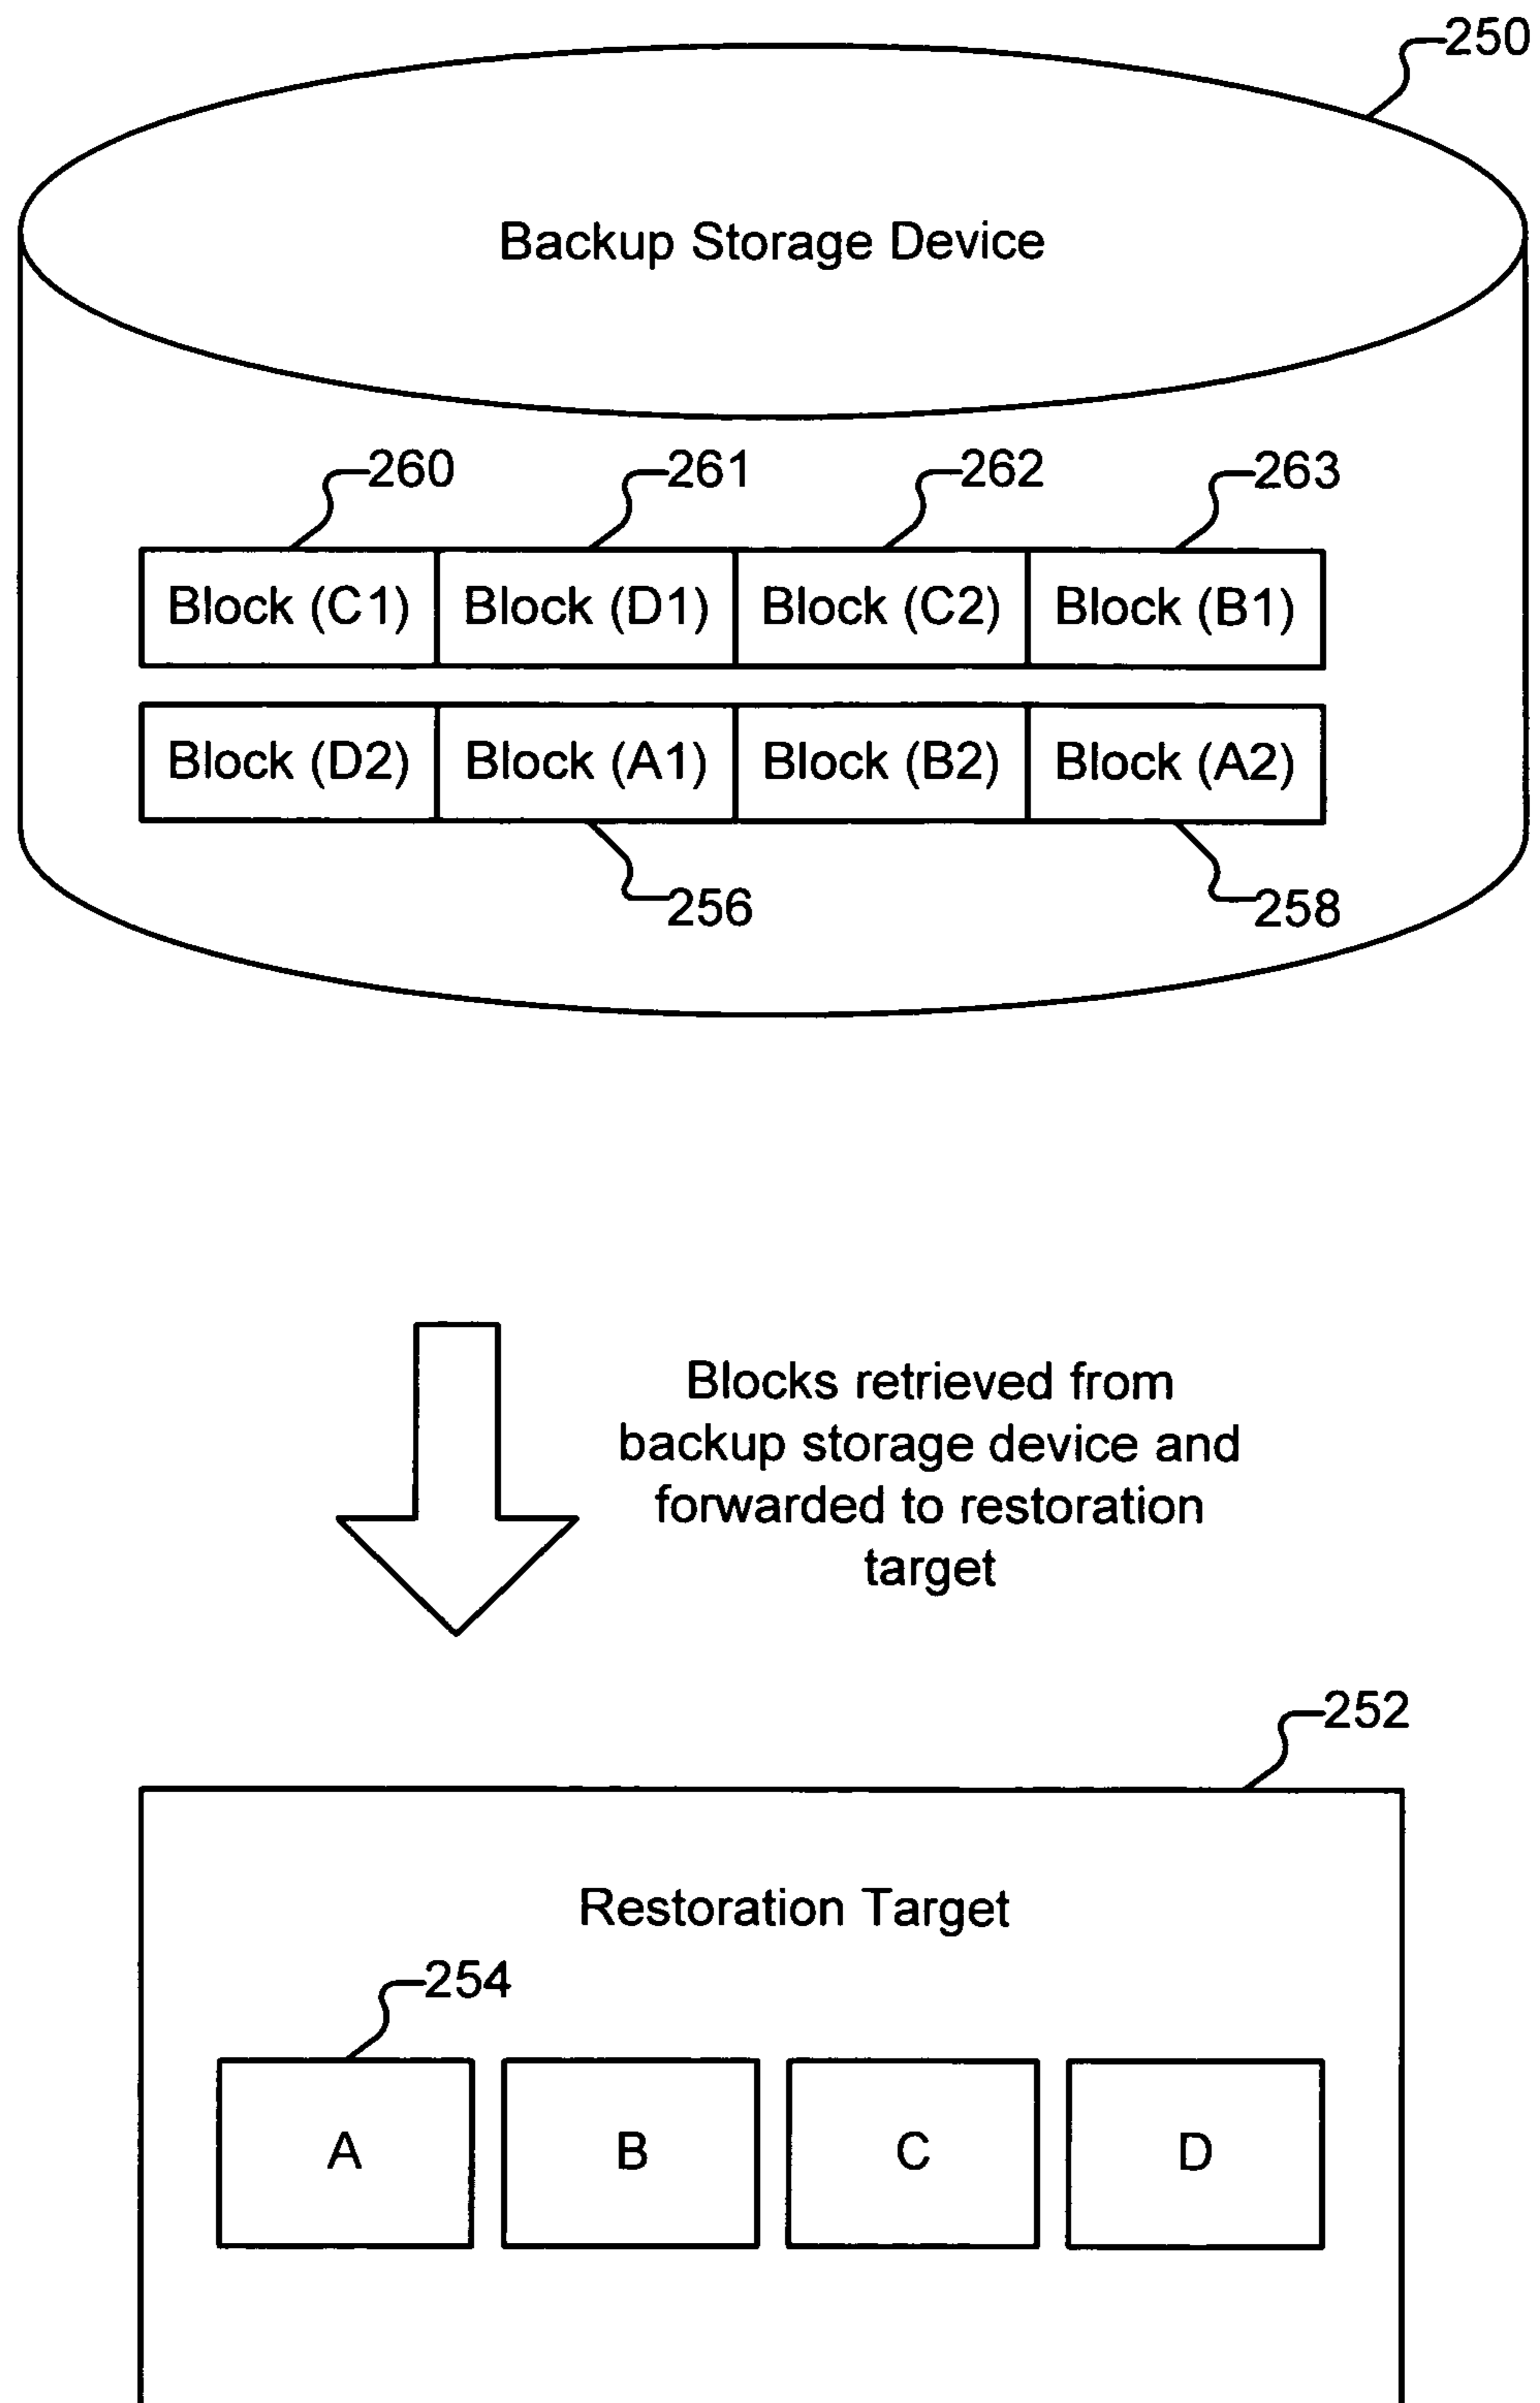 250
Backup Storage Device
260 261 262 263
Block (C1) Block (D1) Block (C2) Block (B1)
Block (D2) Block (A1) Block (B2) Block (A2)
256 258
Blocks retrieved from
backup storage device and
forwarded to restoration
target
252
Restoration Target
254
A B C D